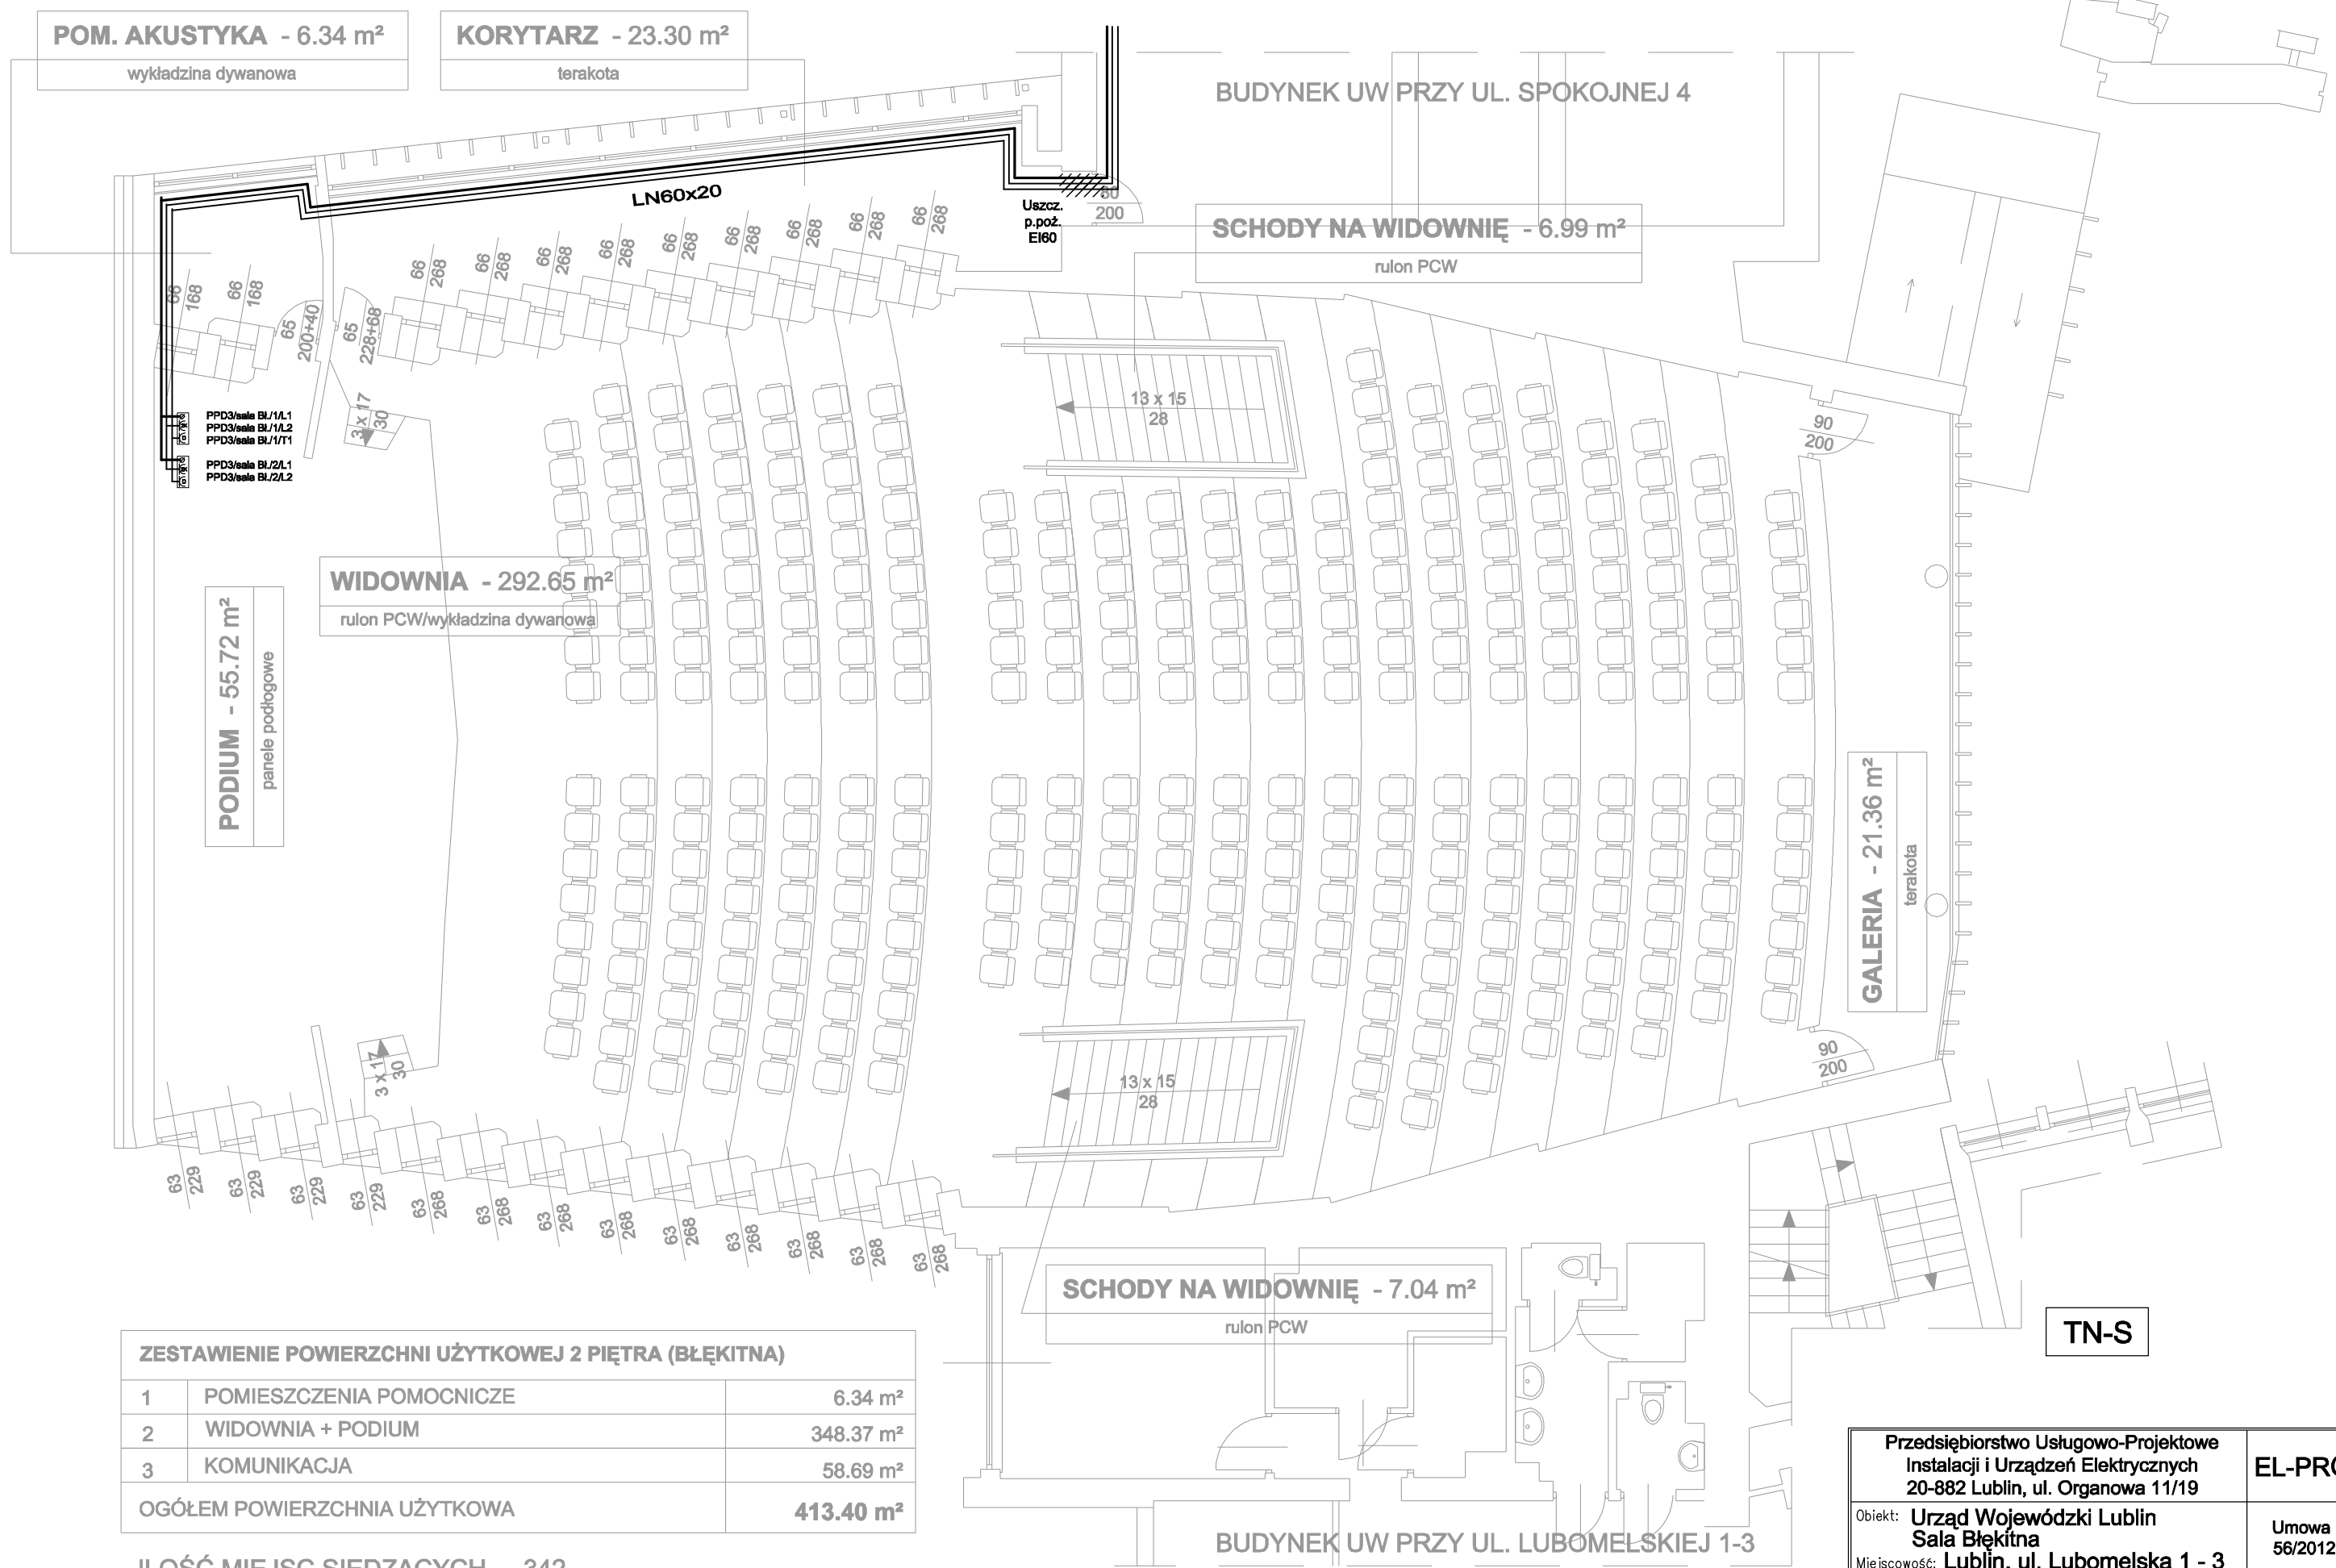 POM. AKUSTYKA - 6.34 m²
wykładzina dywanowa
KORYTARZ - 23.30 m²
terakota
BUDYNEK UW PRZY UL. SPOKOJNEJ 4
LN60x20
Uszcz.
p.poż.
EI60
80
200
SCHODY NA WIDOWNIĘ - 6.99 m²
rulon PCW
66
168
66
168
65
200+40
65
228+68
66
268
66
268
66
268
66
268
66
268
66
268
66
268
66
268
66
268
PPD3/sala Bł./1/L1
PPD3/sala Bł./1/L2
PPD3/sala Bł./1/T1
PPD3/sala Bł./2/L1
PPD3/sala Bł./2/L2
3 x 17
30
13 x 15
28
90
200
WIDOWNIA - 292.65 m²
rulon PCW/wykładzina dywanowa
PODIUM - 55.72 m²
panele podłogowe
GALERIA - 21.36 m²
terakota
3 x 17
30
13 x 15
28
90
200
63
229
63
229
63
229
63
229
63
268
63
268
63
268
63
268
63
268
63
268
63
268
63
268
63
268
SCHODY NA WIDOWNIĘ - 7.04 m²
rulon PCW
TN-S
ZESTAWIENIE POWIERZCHNI UŻYTKOWEJ 2 PIĘTRA (BŁĘKITNA)
1 POMIESZCZENIA POMOCNICZE 6.34 m²
2 WIDOWNIA + PODIUM 348.37 m²
3 KOMUNIKACJA 58.69 m²
OGÓŁEM POWIERZCHNIA UŻYTKOWA 413.40 m²
ILOŚĆ MIEJSC SIEDZĄCYCH - 342
BUDYNEK UW PRZY UL. LUBOMELSKIEJ 1-3
Przedsiębiorstwo Usługowo-Projektowe
Instalacji i Urządzeń Elektrycznych
20-882 Lublin, ul. Organowa 11/19
EL-PRO
Obiekt: Urząd Wojewódzki Lublin
Sala Błękitna
Miejscowość: Lublin, ul. Lubomelska 1 - 3
Umowa
56/2012